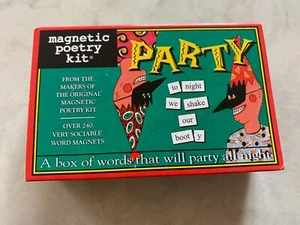 magnetic
poetry
kit®
PARTY
FROM THE
MAKERS OF
THE ORIGINAL
MAGNETIC
POETRY KIT
OVER 240
VERY SOCIABLE
WORD MAGNETS
to night
we shake
our
boot y
A box of words that will party all night